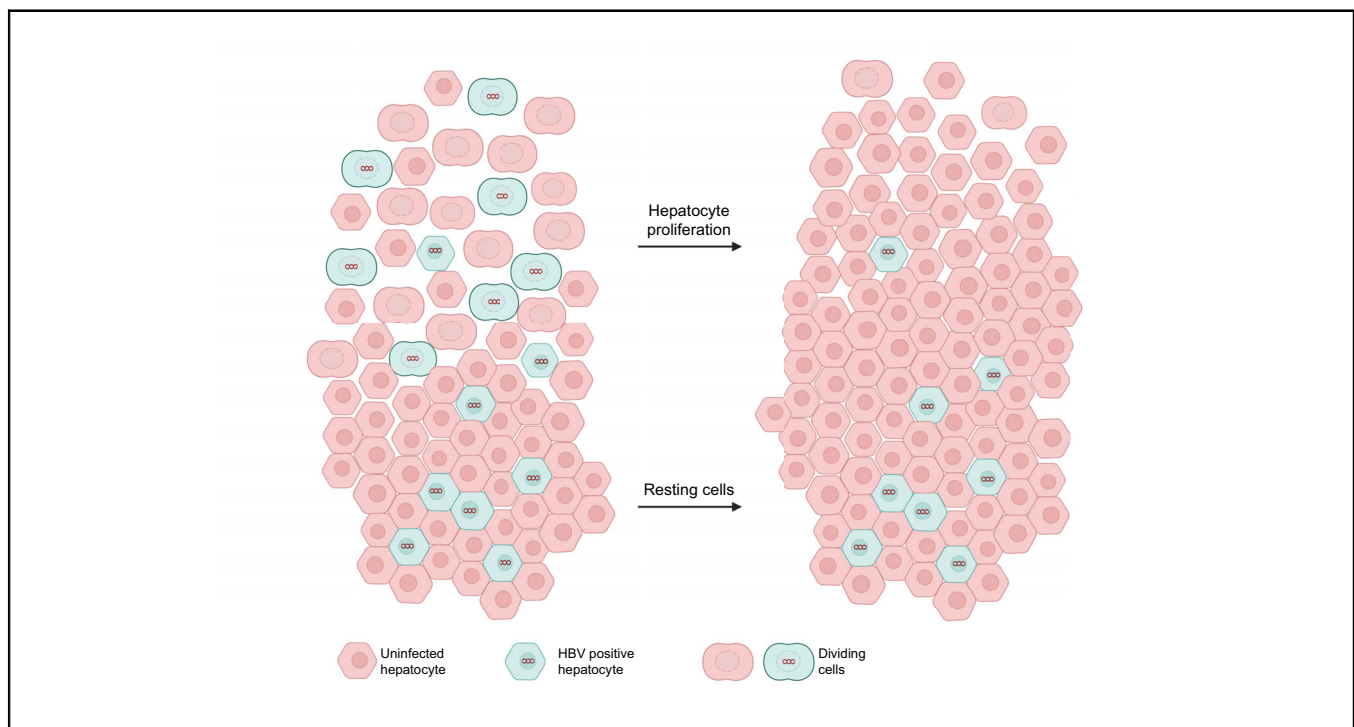 Hepatocyte
proliferation
Resting cells
Uninfected
hepatocyte
HBV positive
hepatocyte
Dividing
cells